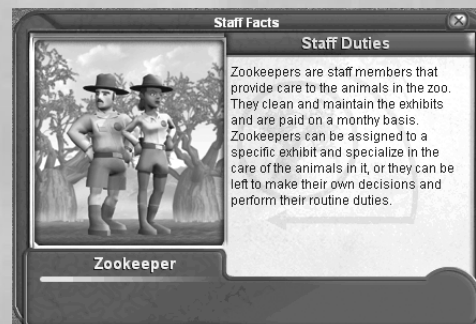 Staff Facts
Staff Duties
Zookeepers are staff members that
provide care to the animals in the zoo.
They clean and maintain the exhibits
and are paid on a monthy basis.
Zookeepers can be assigned to a
specific exhibit and specialize in the
care of the animals in it, or they can be
left to make their own decisions and
perform their routine duties.
Zookeeper